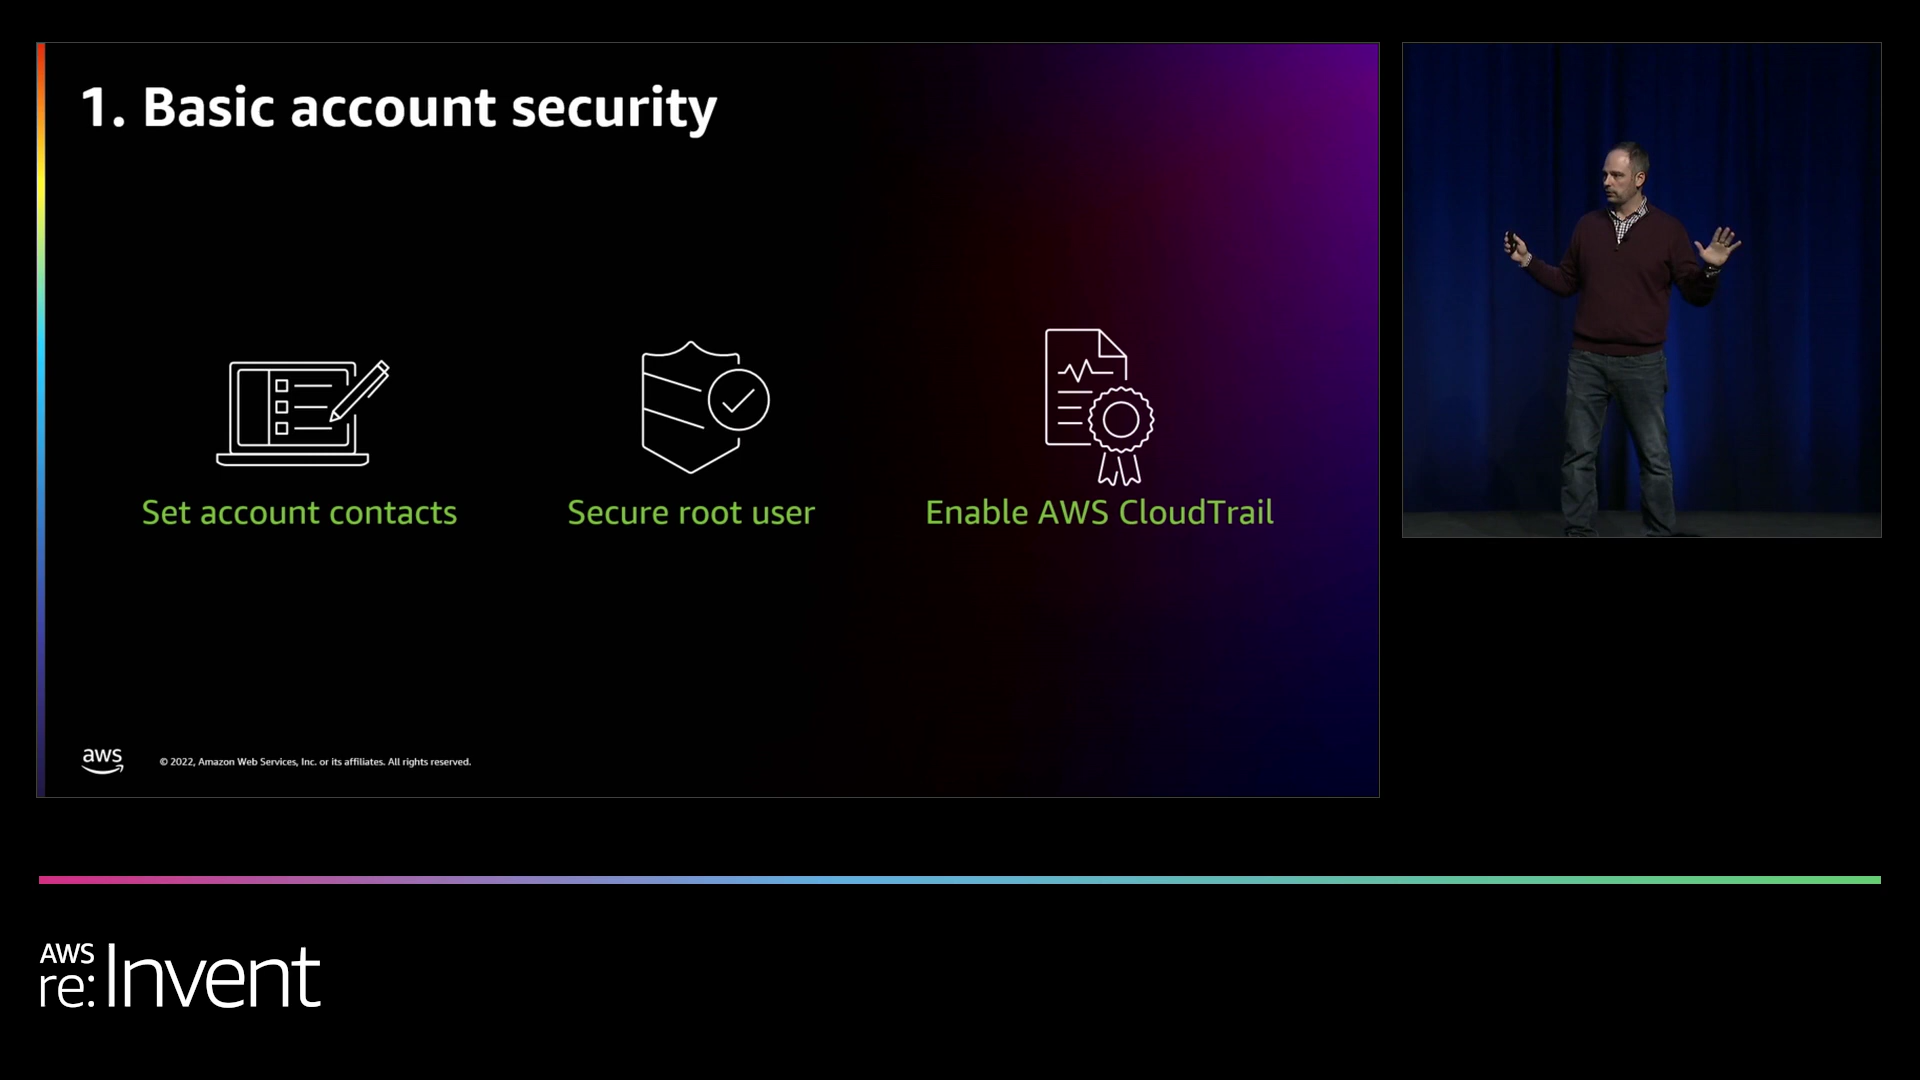 1. Basic account security
Set account contacts
Secure root user
Enable AWS CloudTrail
aws
© 2022, Amazon Web Services, Inc. or its affiliates. All rights reserved.
AWS
re:Invent